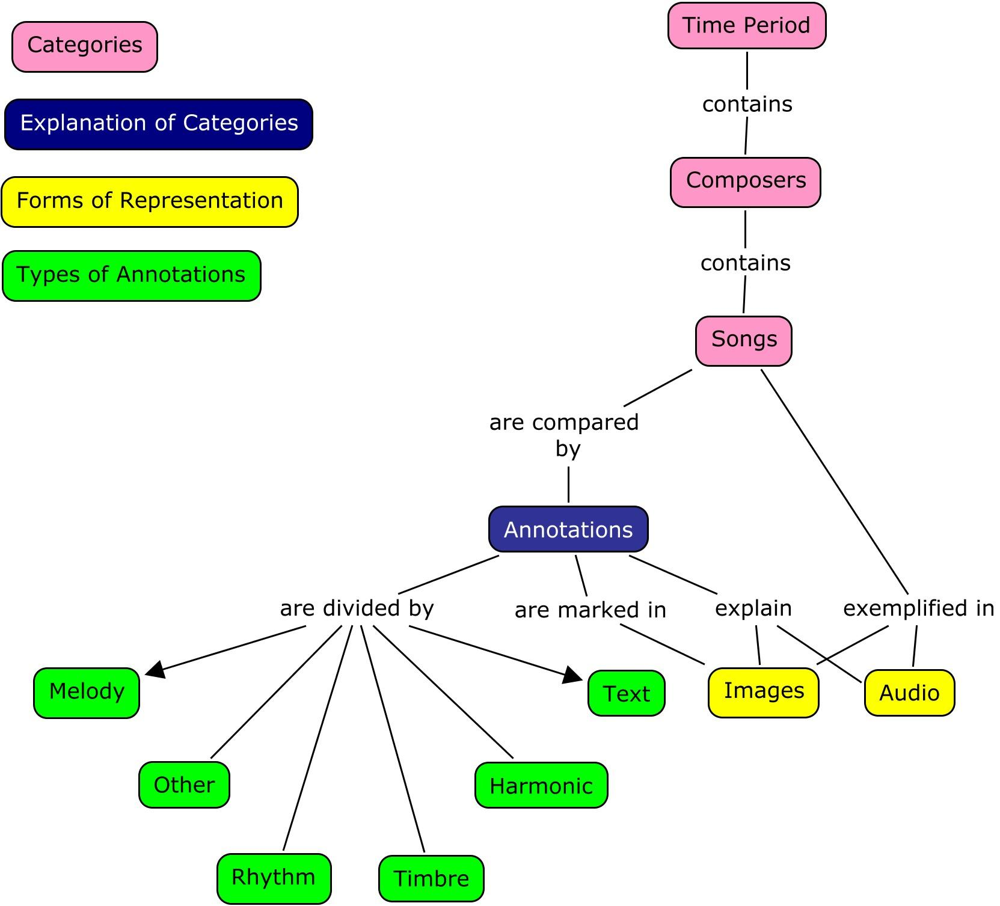 Categories
Explanation of Categories
Forms of Representation
Types of Annotations
Time Period
contains
Composers
contains
Songs
are compared
by
Annotations
are divided by
are marked in
explain
exemplified in
Melody
Text
Images
Audio
Other
Harmonic
Rhythm
Timbre